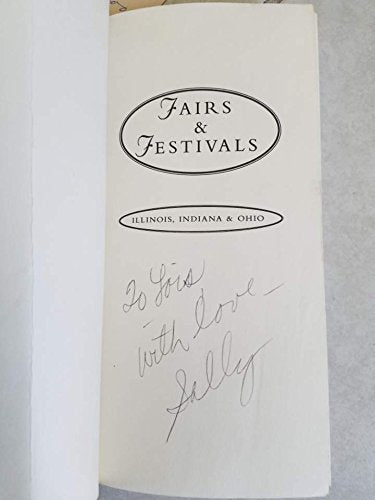 FAIRS
&
FESTIVALS
ILLINOIS, INDIANA & OHIO
To Lois
with love -
Sally